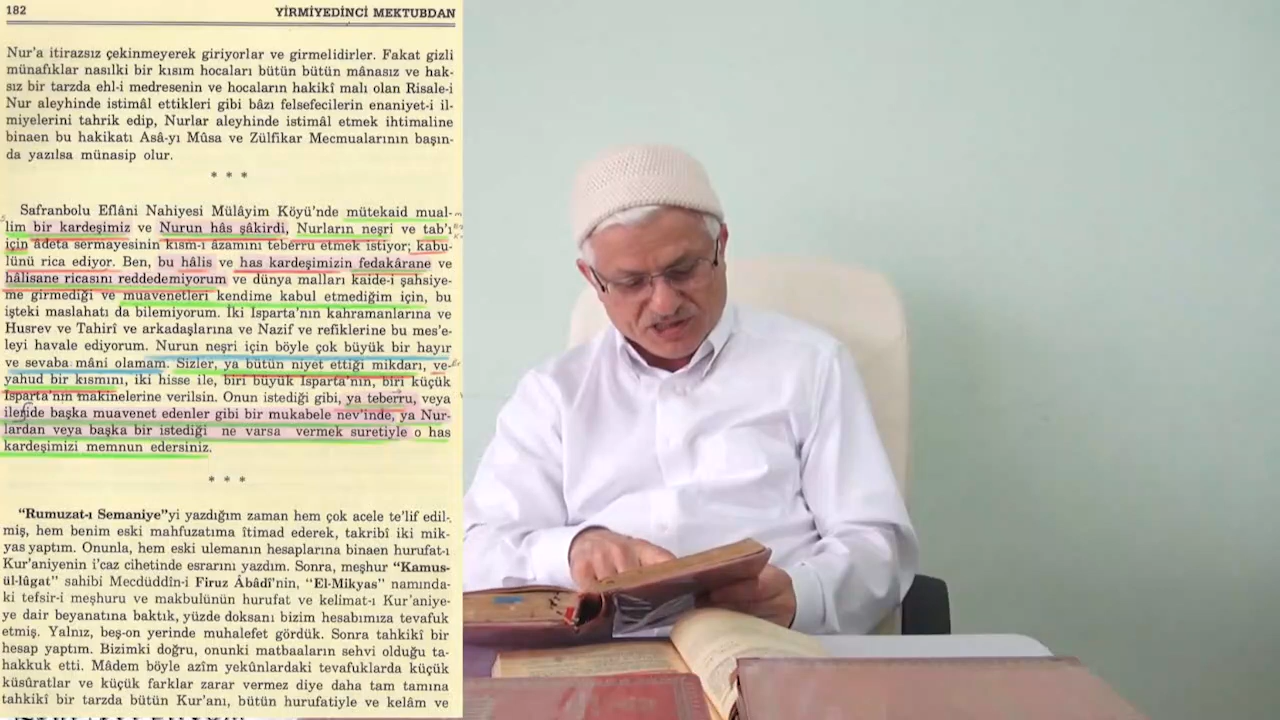 182 YİRMİYEDİNCİ MEKTUBDAN
Nur'a itirazsız çekinmeyerek giriyorlar ve girmelidirler. Fakat gizli
münafıklar nasılki bir kısım hocaları bütün bütün mânasız ve hak-
sız bir tarzda ehl-i medresenin ve hocaların hakikî malı olan Risale-i
Nur aleyhinde istimâl ettikleri gibi bâzı felsefecilerin enaniyet-i il-
miyelerini tahrik edip, Nurlar aleyhinde istimâl etmek ihtimaline
binaen bu hakikatı Asâ-yı Mûsa ve Zülfikar Mecmualarının başın-
da yazılsa münasip olur.
* * *
Safranbolu Eflâni Nahiyesi Mülâyim Köyü'nde mütekaid mual-
lim bir kardeşimiz ve Nurun hâs şâkirdi, Nurların neşri ve tab'ı
için âdeta sermayesinin kısm-ı âzamını teberru etmek istiyor; kabu-
lünü rica ediyor. Ben, bu hâlis ve has kardeşimizin fedakârane ve
hâlisane ricasını reddedemiyorum ve dünya malları kaide-i şahsiye-
me girmediği ve muavenetleri kendime kabul etmediğim için, bu
işteki maslahatı da bilemiyorum. İki Isparta'nın kahramanlarına ve
Husrev ve Tahirî ve arkadaşlarına ve Nazif ve refiklerine bu mes'e-
leyi havale ediyorum. Nurun neşri için böyle çok büyük bir hayır
ve sevaba mâni olamam. Sizler, ya bütün niyet ettiği mikdarı, ve-
yahud bir kısmını, iki hisse ile, biri büyük Isparta'nın, biri küçük
Isparta'nın makinelerine verilsin. Onun istediği gibi, ya teberru, veya
ileride başka muavenet edenler gibi bir mukabele nev'inde, ya Nur-
lardan veya başka bir istediği ne varsa vermek suretiyle o has
kardeşimizi memnun edersiniz.
* * *
"Rumuzat-ı Semaniye"yi yazdığım zaman hem çok acele te'lif edil-
miş, hem benim eski mahfuzatıma îtimad ederek, takribî iki mik-
yas yaptım. Onunla, hem eski ulemanın hesaplarına binaen hurufat-ı
Kur'aniyenin i'caz cihetinde esrarını yazdım. Sonra, meşhur "Kamus-
ül-lûgat" sahibi Mecdüddîn-i Firuz Âbâdî'nin, "El-Mikyas" namında-
ki tefsir-i meşhuru ve makbulünün hurufat ve kelimat-ı Kur'aniye-
ye dair beyanatına baktık, yüzde doksanı bizim hesabımıza tevafuk
etmiş. Yalnız, beş-on yerinde muhalefet gördük. Sonra tahkikî bir
hesap yaptım. Bizimki doğru, onunki matbaaların sehvi olduğu ta-
hakkuk etti. Mâdem böyle azîm yekûnlardaki tevafuklarda küçük
küsûratlar ve küçük farklar zarar vermez diye daha tam tamına
tahkikî bir tarzda bütün Kur'anı, bütün hurufatiyle ve kelâm ve